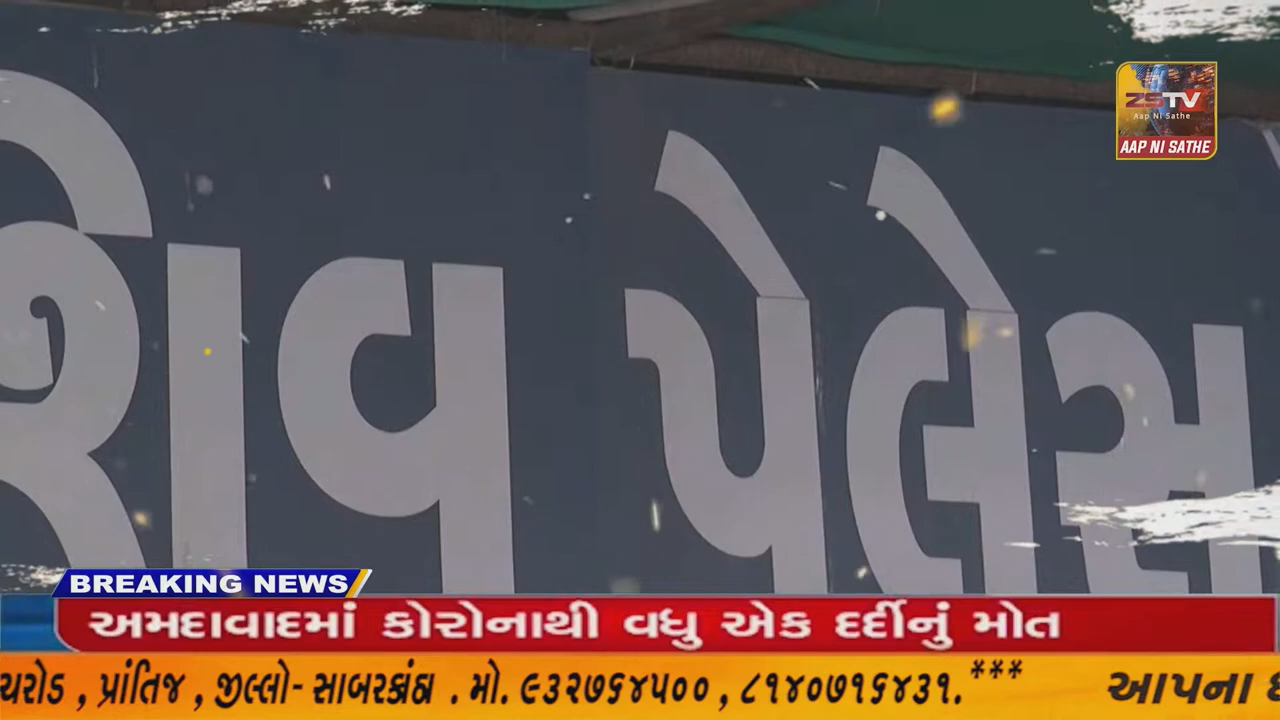 ZSTV
Aap Ni Sathe
AAP NI SATHE
શિવ પેલેસ
BREAKING NEWS
અમદાવાદમાં કોરોનાથી વધુ એક દર્દીનું મોત
ચરોડ , પ્રાંતિજ , જીલ્લો- સાબરકાંઠા . મો. ૯૩૨૭૬૪૫૦૦ , ૮૧૪૦૭૧૬૪૩૧.*** આપના